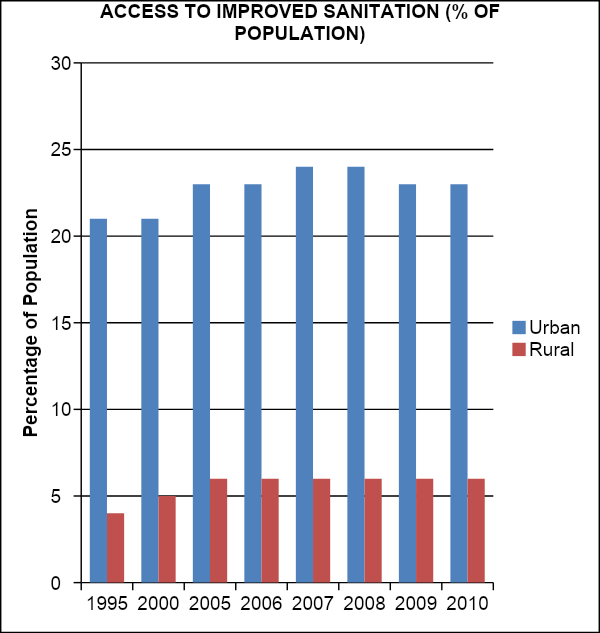 ACCESS TO IMPROVED SANITATION (% OF
POPULATION)
30
25
20
15
10
5
0
Percentage of Population
1995 2000 2005 2006 2007 2008 2009 2010
Urban
Rural